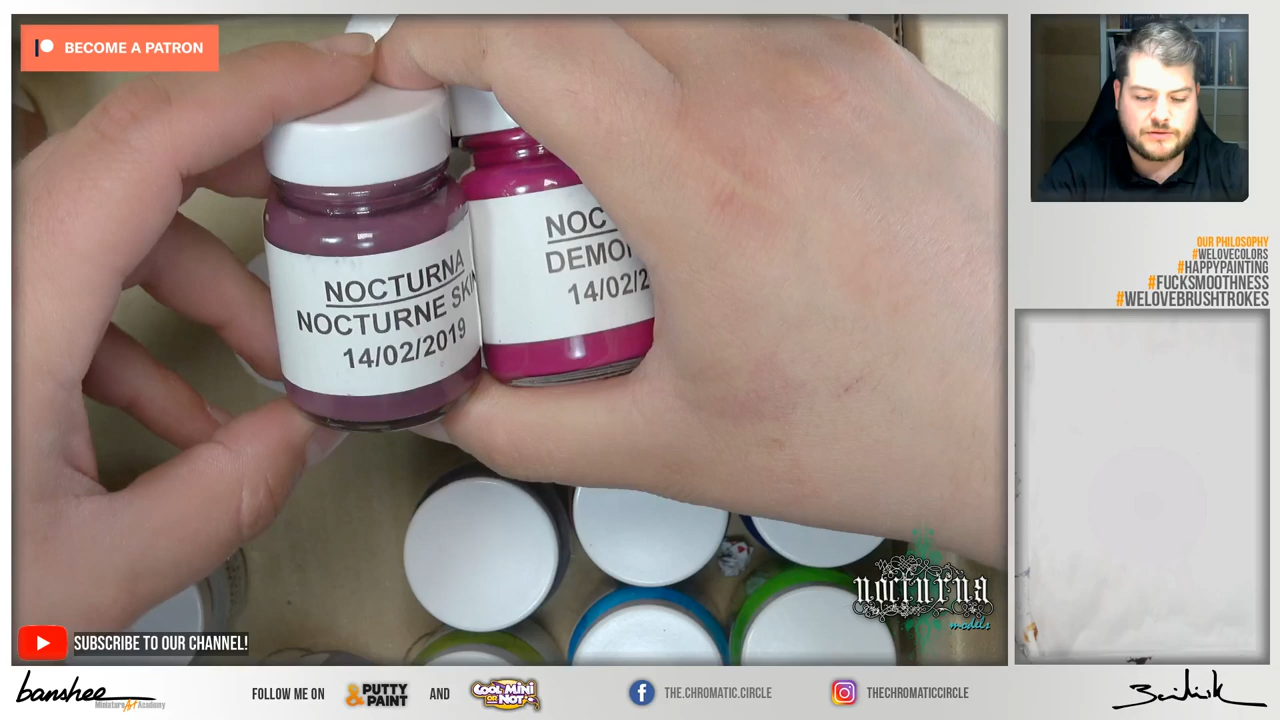 BECOME A PATRON
NOCTURNA
NOCTURNE SKIN
14/02/2019
NOC
DEMO
14/02/2
OUR PHILOSOPHY
#WELOVECOLORS
#HAPPYPAINTING
#FUCKSMOOTHNESS
#WELOVEBRUSHTROKES
nocturna
models
SUBSCRIBE TO OUR CHANNEL!
banshee
Miniature Art Academy
FOLLOW ME ON
PUTTY
&PAINT
AND
COOL MINI
OR NOT
THE.CHROMATIC.CIRCLE
THECHROMATICCIRCLE